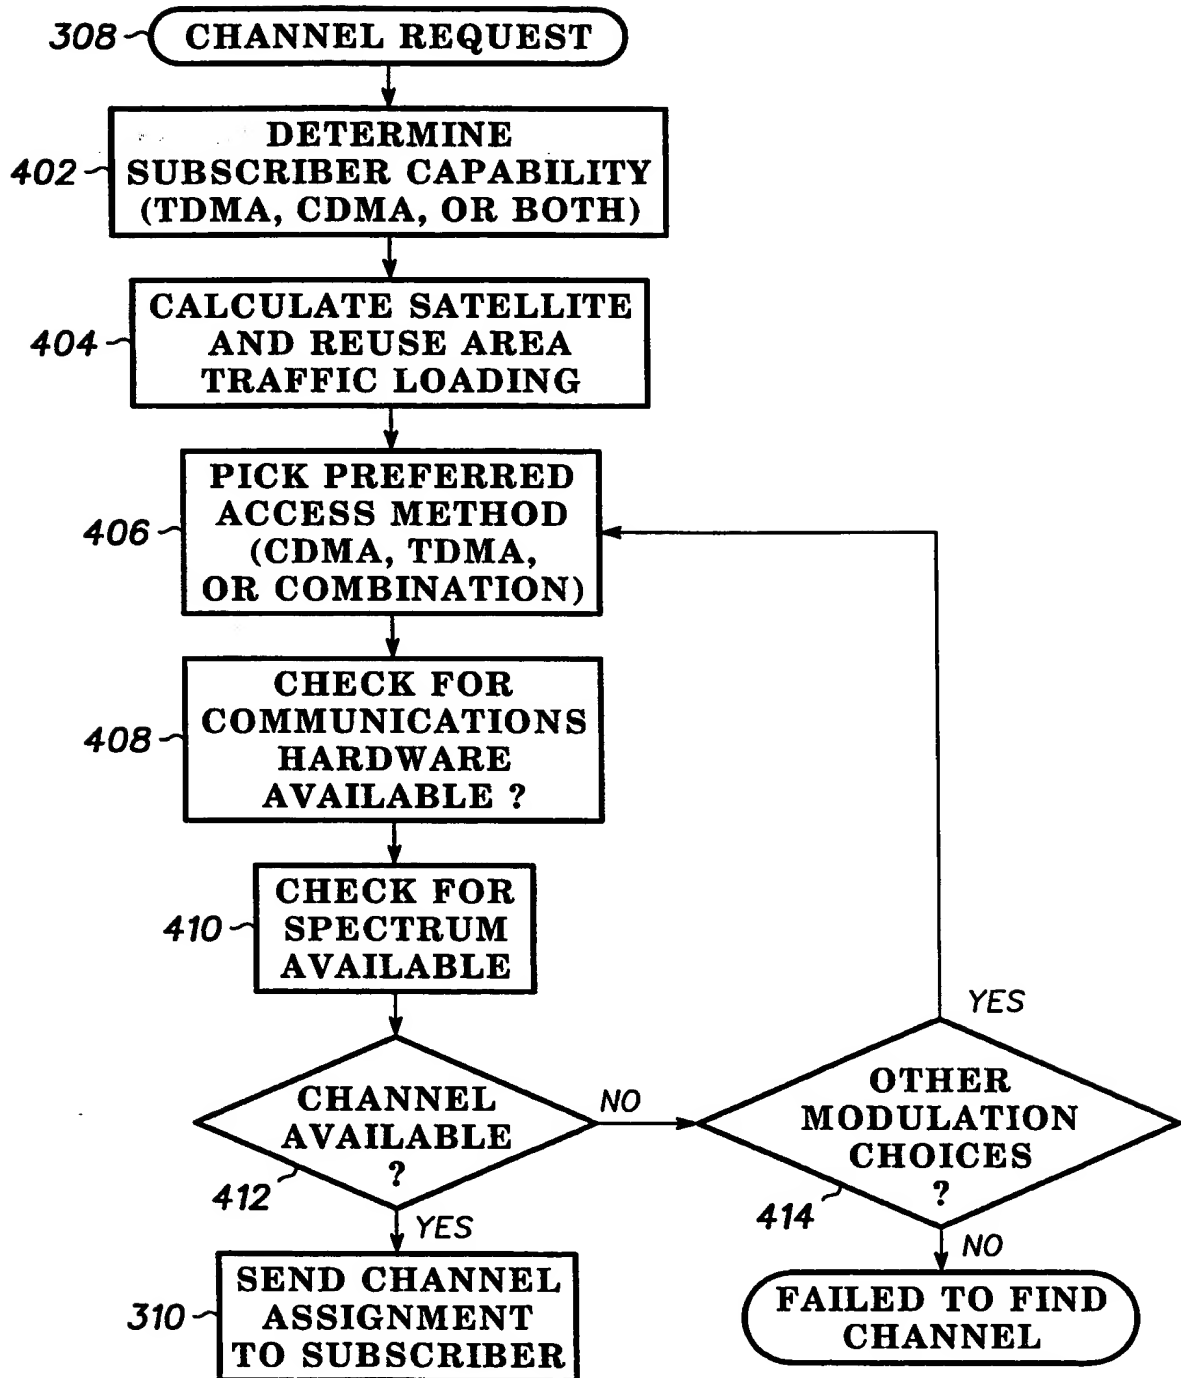 308
CHANNEL REQUEST
402
DETERMINE
SUBSCRIBER CAPABILITY
(TDMA, CDMA, OR BOTH)
404
CALCULATE SATELLITE
AND REUSE AREA
TRAFFIC LOADING
406
PICK PREFERRED
ACCESS METHOD
(CDMA, TDMA,
OR COMBINATION)
408
CHECK FOR
COMMUNICATIONS
HARDWARE
AVAILABLE ?
410
CHECK FOR
SPECTRUM
AVAILABLE
CHANNEL
AVAILABLE
?
412
NO
YES
OTHER
MODULATION
CHOICES
?
414
YES
NO
310
SEND CHANNEL
ASSIGNMENT
TO SUBSCRIBER
FAILED TO FIND
CHANNEL